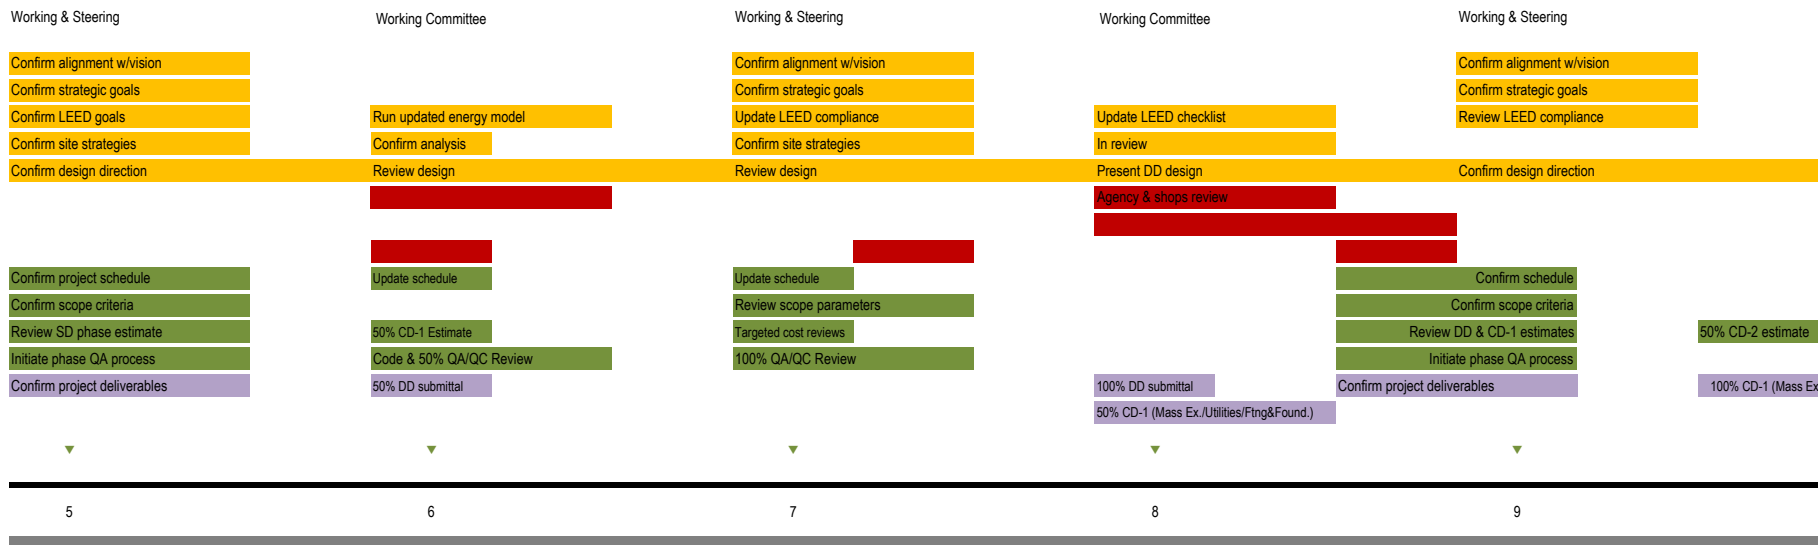 Working & Steering Working Committee Working & Steering Working Committee Working & Steering
Confirm alignment w/vision Confirm alignment w/vision Confirm alignment w/vision
Confirm strategic goals Confirm strategic goals Confirm strategic goals
Confirm LEED goals Run updated energy model Update LEED compliance Update LEED checklist Review LEED compliance
Confirm site strategies Confirm analysis Confirm site strategies In review
Confirm design direction Review design Review design Present DD design Confirm design direction
Agency & shops review
Confirm project schedule Update schedule Update schedule Confirm schedule
Confirm scope criteria Review scope parameters Confirm scope criteria
Review SD phase estimate 50% CD-1 Estimate Targeted cost reviews Review DD & CD-1 estimates 50% CD-2 estimate
Initiate phase QA process Code & 50% QA/QC Review 100% QA/QC Review Initiate phase QA process
Confirm project deliverables 50% DD submittal 100% DD submittal Confirm project deliverables 100% CD-1 (Mass Ex
50% CD-1 (Mass Ex./Utilities/Ftng&Found.)
5 6 7 8 9